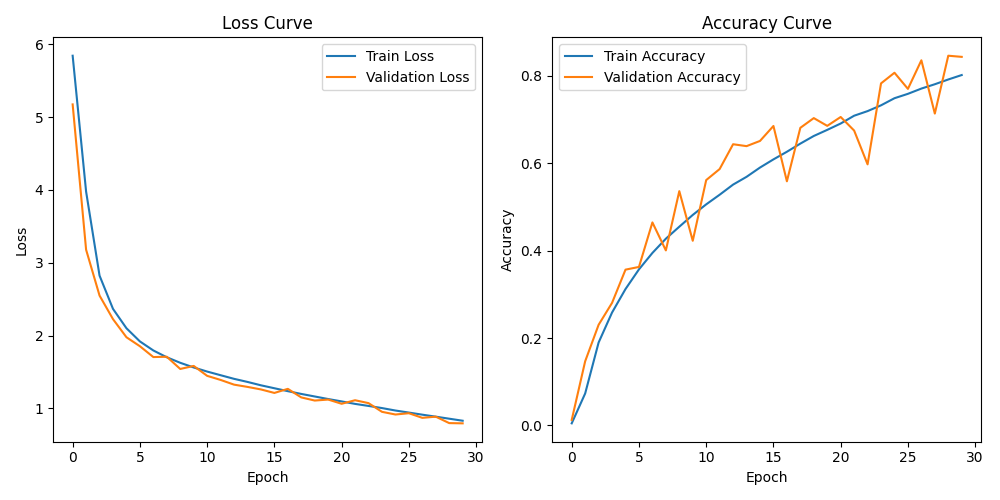 Loss Curve
Train Loss
Validation Loss
6
5
4
3
2
1
Loss
0 5 10 15 20 25 30
Epoch
Accuracy Curve
Train Accuracy
Validation Accuracy
0.8
0.6
0.4
0.2
0.0
Accuracy
0 5 10 15 20 25 30
Epoch